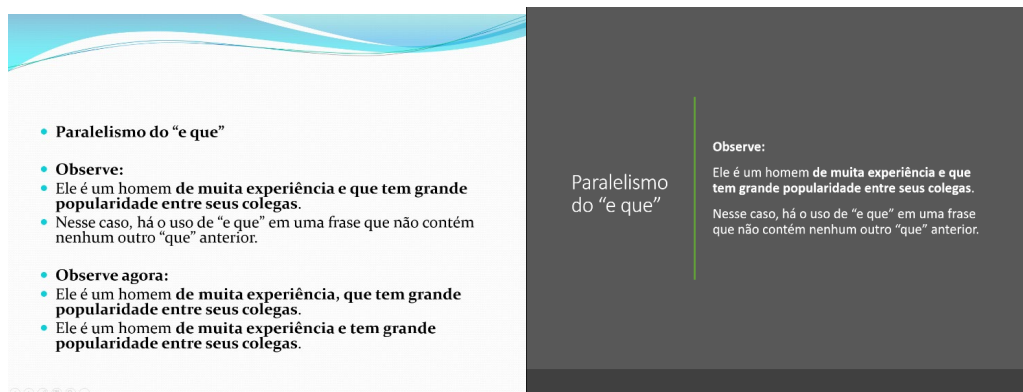 Paralelismo do “e que”
Observe:
Ele é um homem de muita experiência e que tem grande
popularidade entre seus colegas.
Nesse caso, há o uso de “e que” em uma frase que não contém
nenhum outro “que” anterior.
Observe agora:
Ele é um homem de muita experiência, que tem grande
popularidade entre seus colegas.
Ele é um homem de muita experiência e tem grande
popularidade entre seus colegas.
Paralelismo
do “e que”
Observe:
Ele é um homem de muita experiência e que
tem grande popularidade entre seus colegas.
Nesse caso, há o uso de “e que” em uma frase
que não contém nenhum outro “que” anterior.